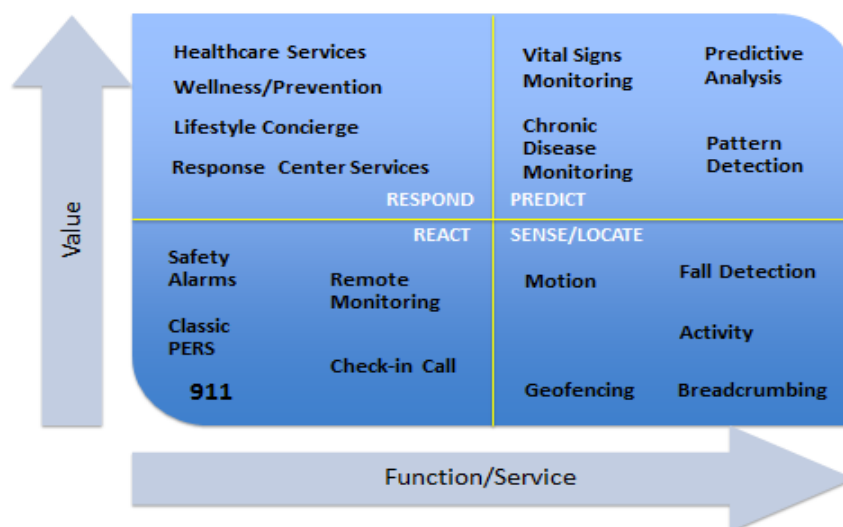 Value
Healthcare Services
Wellness/Prevention
Lifestyle Concierge
Response Center Services
RESPOND
Vital Signs
Monitoring
Predictive
Analysis
Chronic
Disease
Monitoring
Pattern
Detection
PREDICT
REACT
Safety
Alarms
Remote
Monitoring
Classic
PERS
Check-in Call
911
SENSE/LOCATE
Motion
Fall Detection
Activity
Geofencing
Breadcrumbing
Function/Service